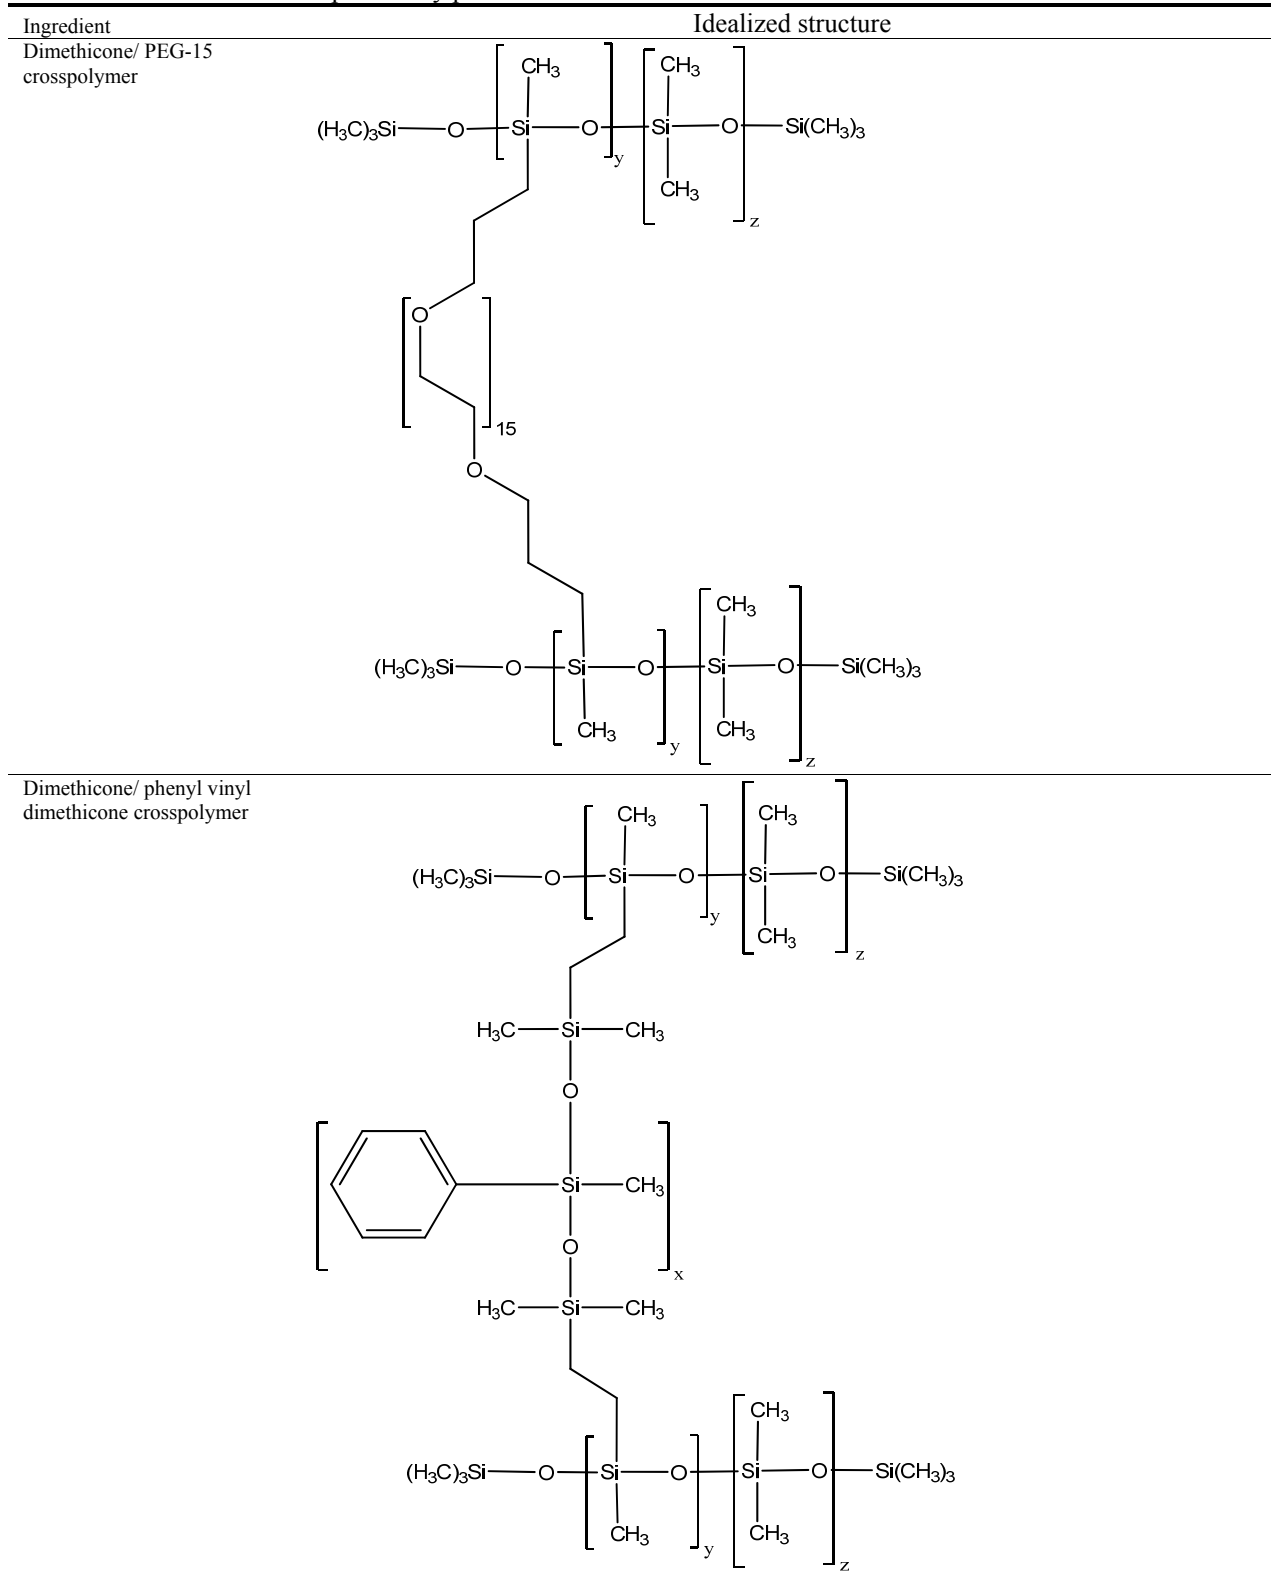 Ingredient Idealized structure
Dimethicone/ PEG-15
crosspolymer
CH3 CH3
(H3C)3Si O Si O Si O Si(CH3)3
y
CH3
z
O
15
O
CH3
(H3C)3Si O Si O Si O Si(CH3)3
CH3 CH3
y z
Dimethicone/ phenyl vinyl
dimethicone crosspolymer
CH3 CH3
(H3C)3Si O Si O Si O Si(CH3)3
y
CH3
z
H3C Si CH3
O
Si CH3
O
x
H3C Si CH3
CH3
(H3C)3Si O Si O Si O Si(CH3)3
CH3 CH3
y z